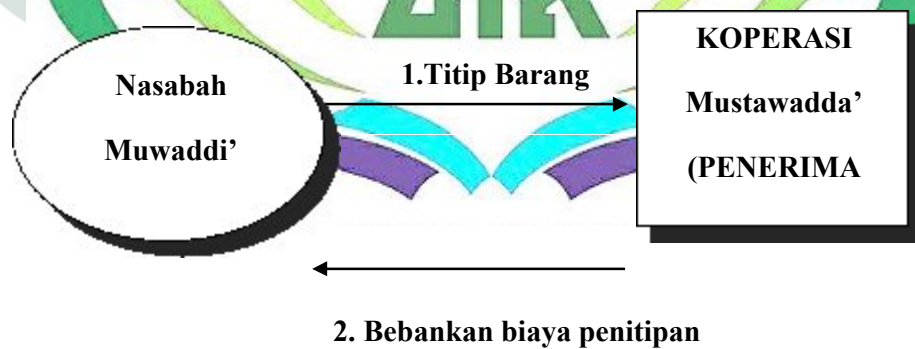 Nasabah
Muwaddi’
1.Titip Barang
KOPERASI
Mustawadda’
(PENERIMA
2. Bebankan biaya penitipan